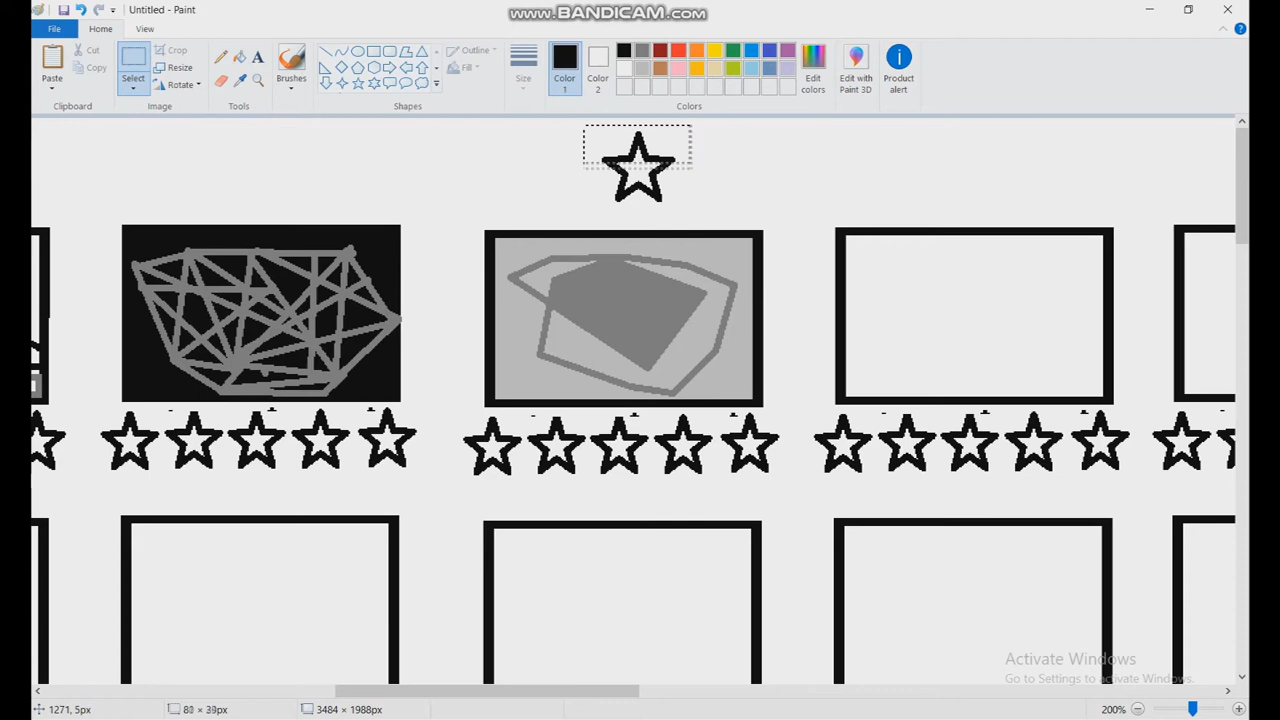 Untitled - Paint
www.BANDICAM.com
File
Home
View
Paste
Cut
Copy
Clipboard
Select
Crop
Resize
Rotate
Image
Tools
Brushes
Shapes
Outline
Fill
Size
Color
1
Color
2
Colors
Edit
colors
Edit with
Paint 3D
Product
alert
Activate Windows
Go to Settings to activate Windows.
1271, 5px
80 × 39px
3484 × 1988px
200%